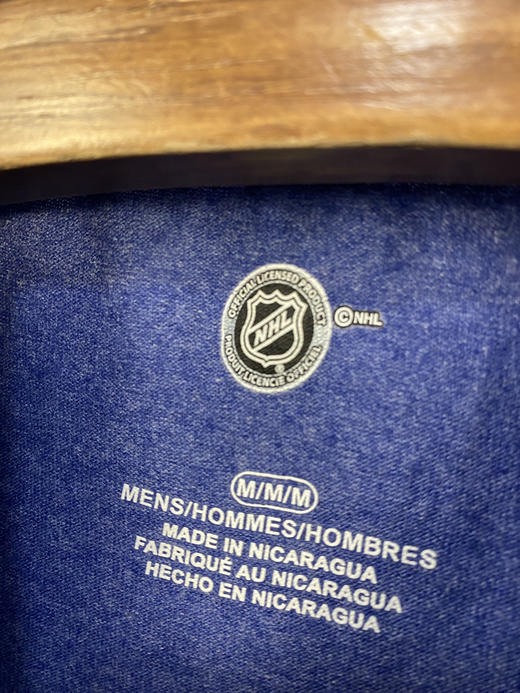 OFFICIAL LICENSED PRODUCT
NHL
®
PRODUIT LICENCIÉ OFFICIEL
©NHL
M/M/M
MENS/HOMMES/HOMBRES
MADE IN NICARAGUA
FABRIQUÉ AU NICARAGUA
HECHO EN NICARAGUA